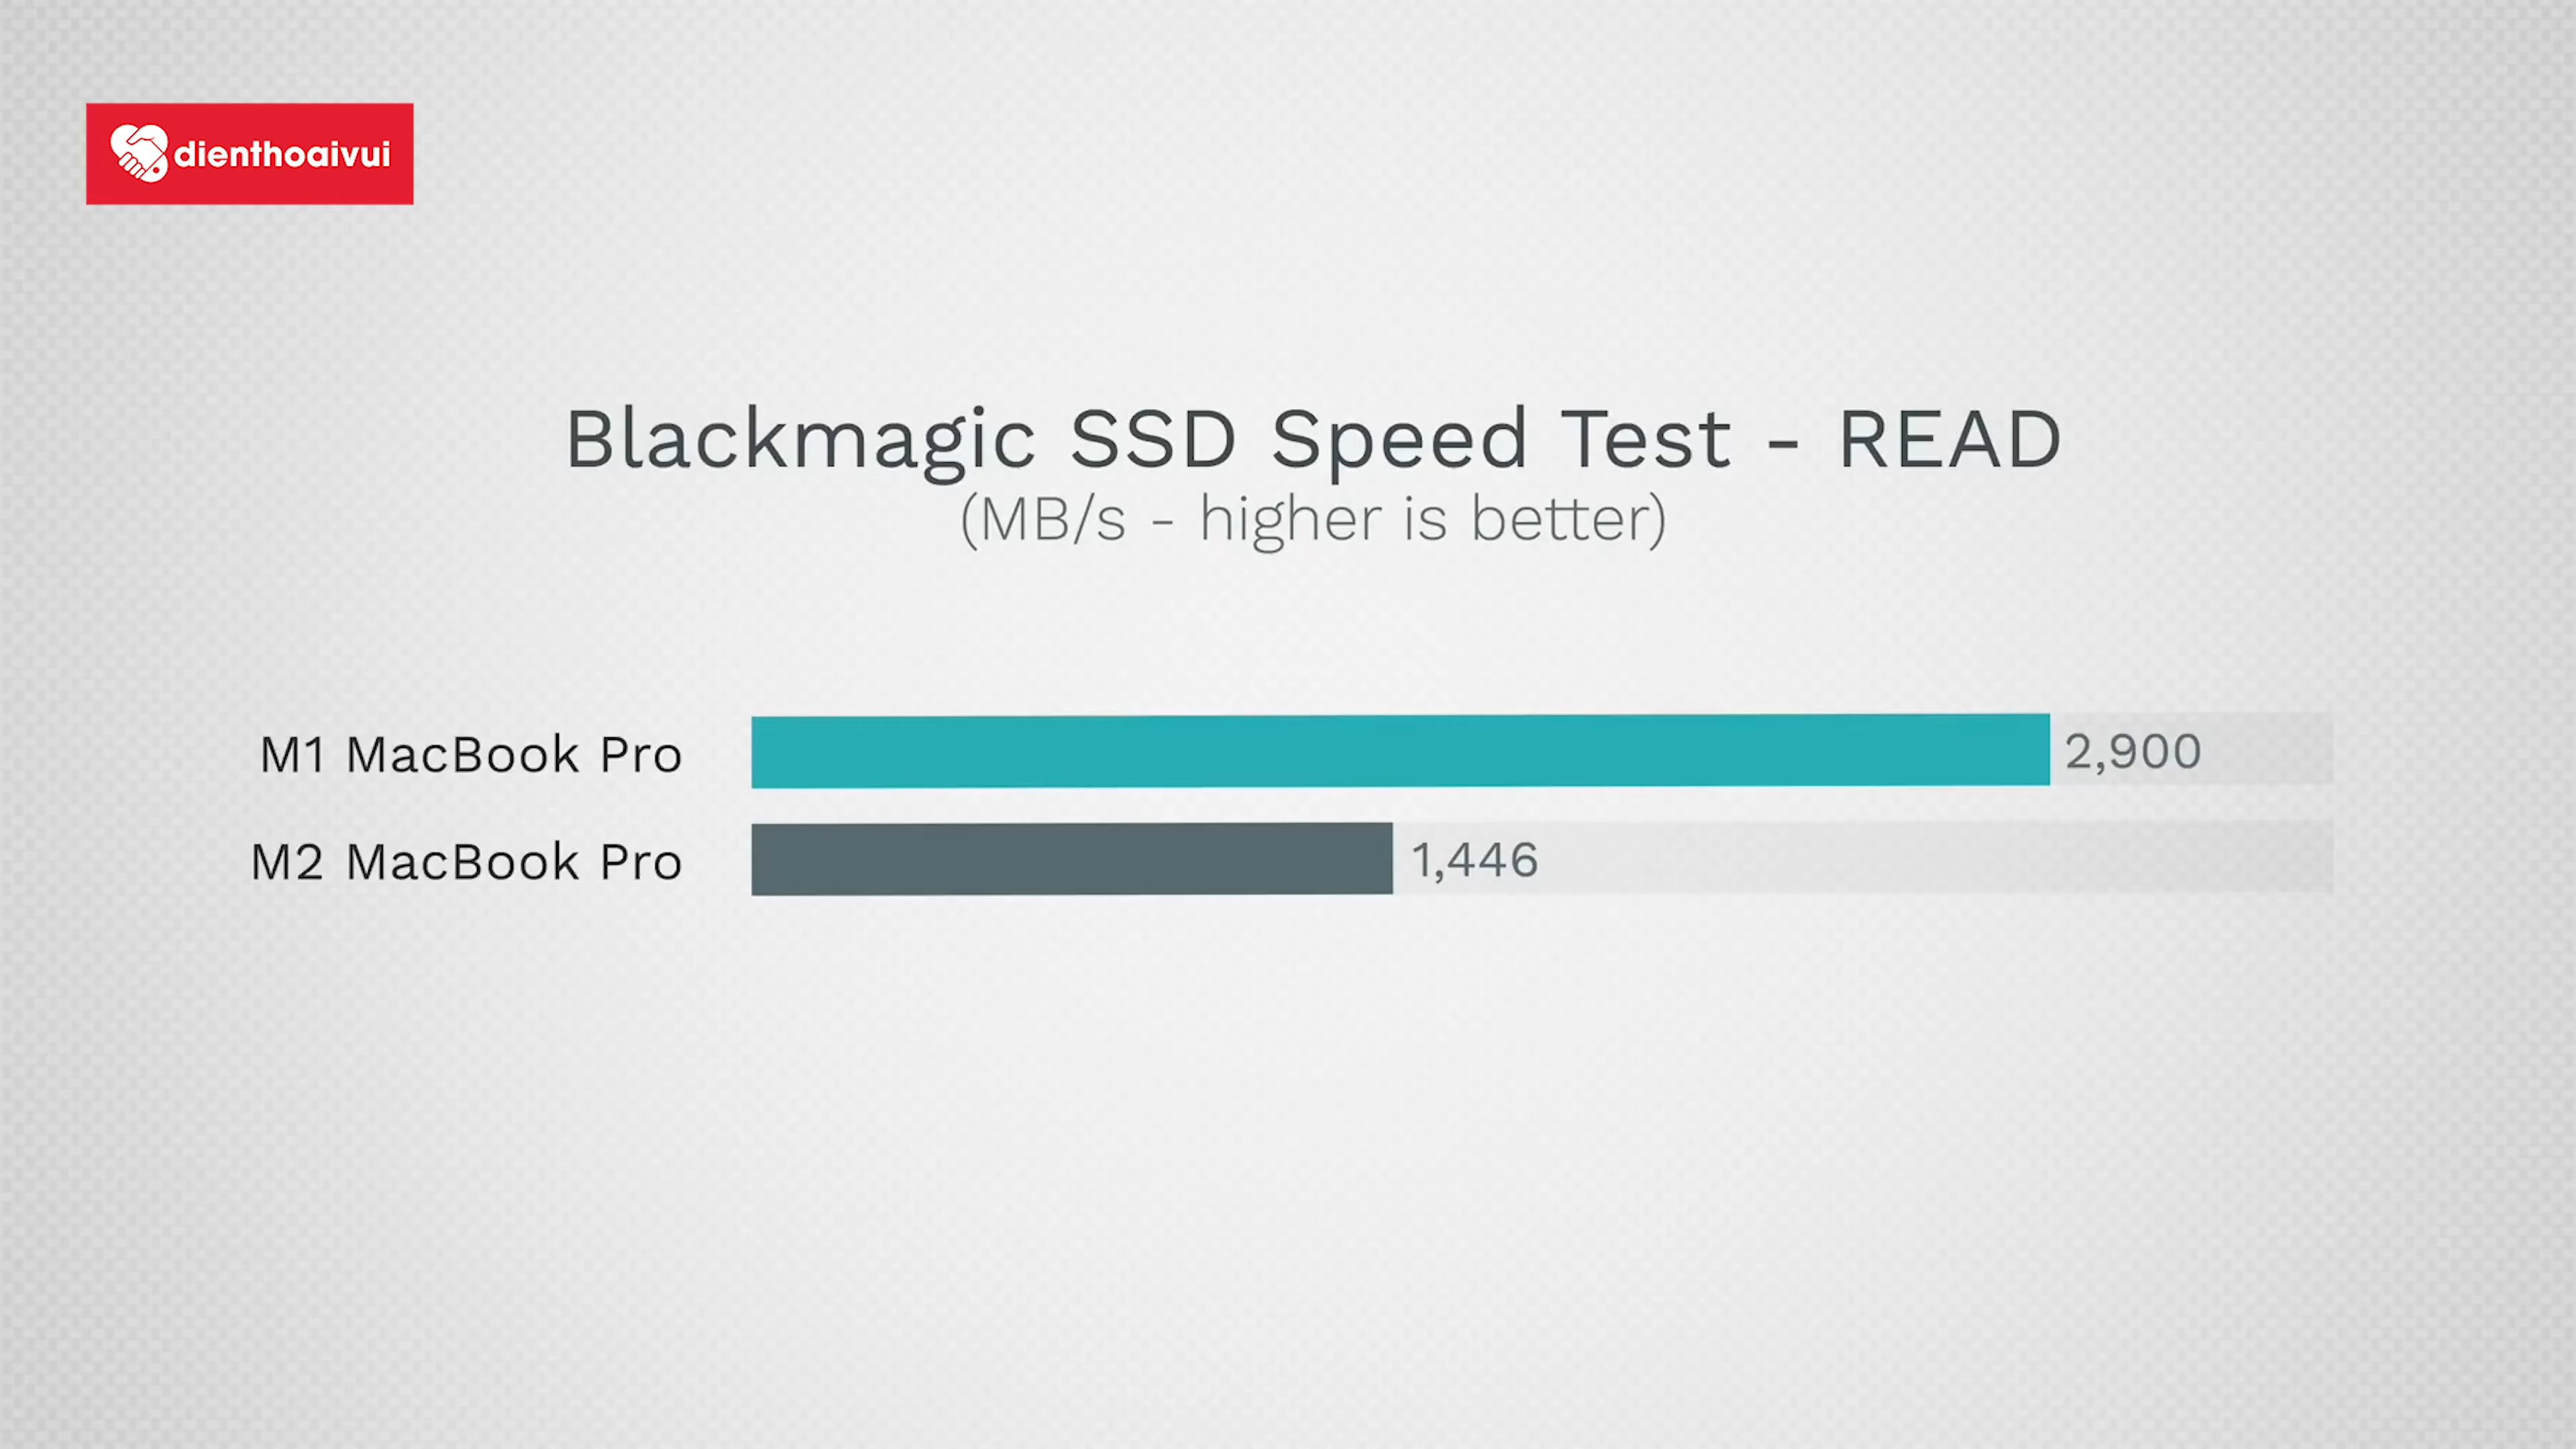 dienthoaivui
Blackmagic SSD Speed Test - READ
(MB/s - higher is better)
M1 MacBook Pro 2,900
M2 MacBook Pro 1,446